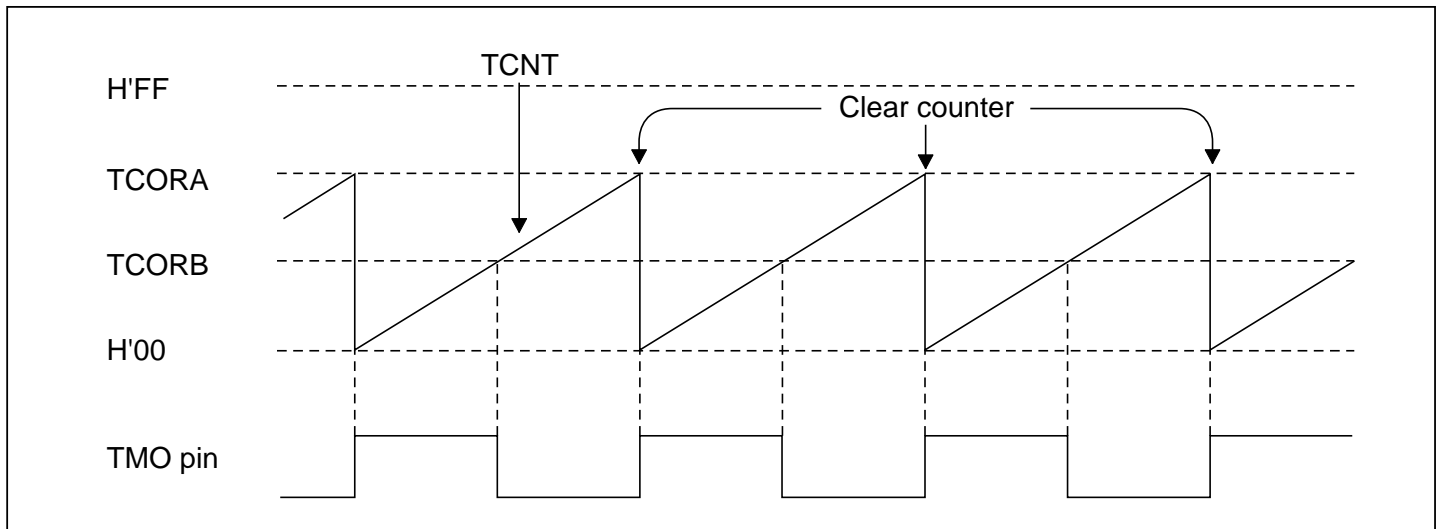 TCNT
H'FF
Clear counter
TCORA
TCORB
H'00
TMO pin